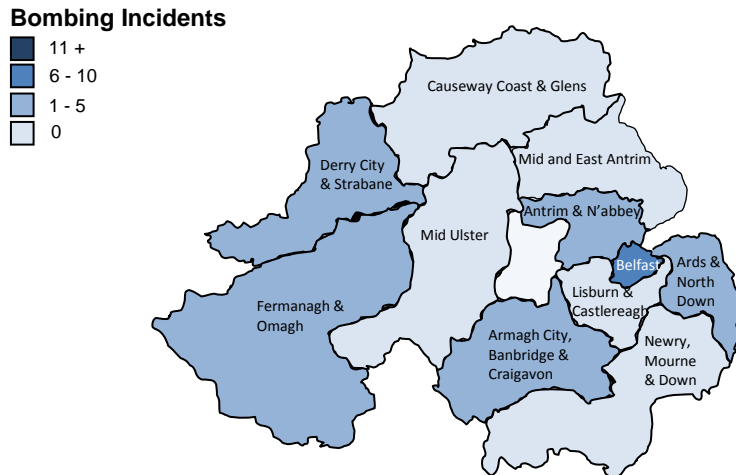 Bombing Incidents
11 +
6 - 10
1 - 5
0
Causeway Coast & Glens
Mid and East Antrim
Derry City
& Strabane
Antrim & N'abbey
Mid Ulster
Belfast
Ards &
North
Down
Lisburn &
Castlereagh
Fermanagh &
Omagh
Armagh City,
Banbridge &
Craigavon
Newry,
Mourne
& Down